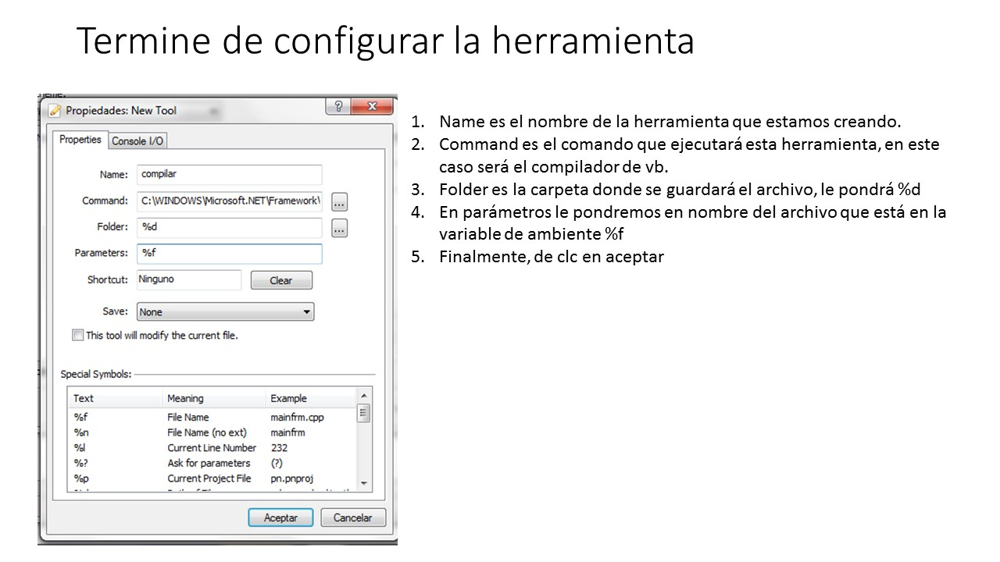 Termine de configurar la herramienta
Propiedades: New Tool
Properties
Console I/O
Name: compilar
Command: C:\WINDOWS\Microsoft.NET\Framework\ ...
Folder: %d ...
Parameters: %f
Shortcut: Ninguno Clear
Save: None
This tool will modify the current file.
Special Symbols:
Text Meaning Example
%f File Name mainfrm.cpp
%n File Name (no ext) mainfrm
%l Current Line Number 232
%? Ask for parameters (?)
%p Current Project File pn.pnproj
Aceptar Cancelar
1. Name es el nombre de la herramienta que estamos creando.
2. Command es el comando que ejecutará esta herramienta, en este
caso será el compilador de vb.
3. Folder es la carpeta donde se guardará el archivo, le pondrá %d
4. En parámetros le pondremos en nombre del archivo que está en la
variable de ambiente %f
5. Finalmente, de clc en aceptar